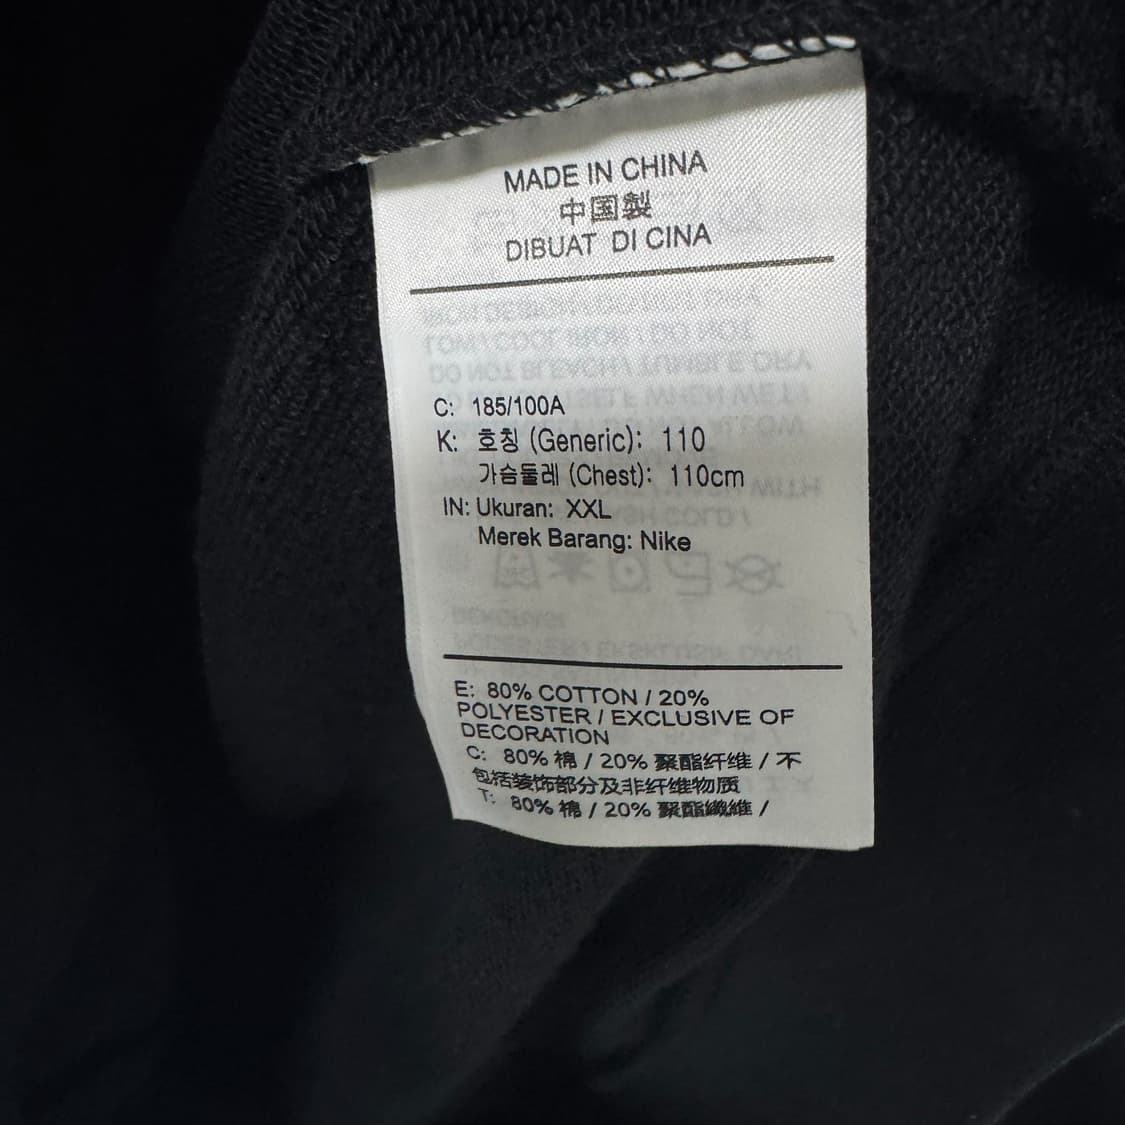 MADE IN CHINA
中国製
DIBUAT DI CINA
C: 185/100A
K: 호칭 (Generic): 110
가슴둘레 (Chest): 110cm
IN: Ukuran: XXL
Merek Barang: Nike
E: 80% COTTON / 20%
POLYESTER / EXCLUSIVE OF
DECORATION
C: 80% 棉 / 20% 聚酯纤维 / 不
包括装饰部分及非纤维物质
T: 80% 棉 / 20% 聚酯纖維 /